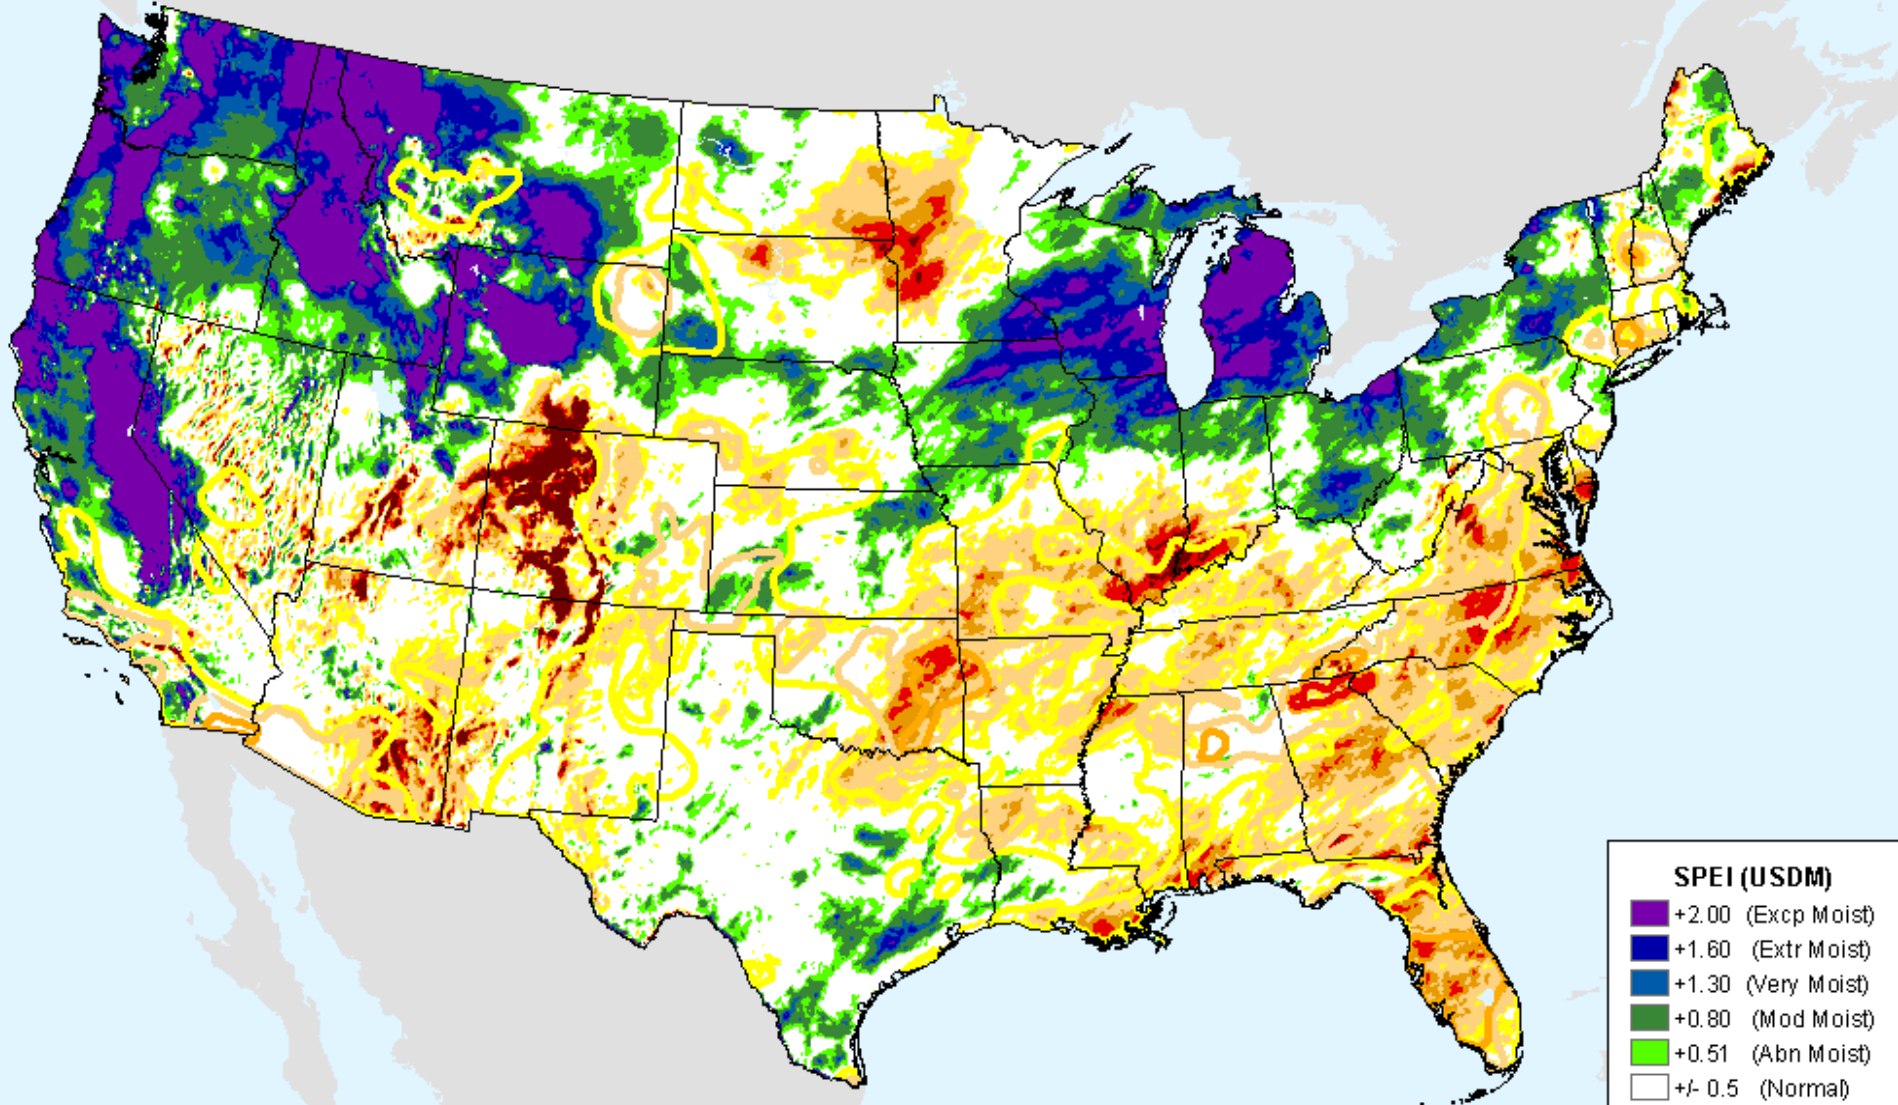 SPEI (USDM)
+2.00 (Excp Moist)
+1.60 (Extr Moist)
+1.30 (Very Moist)
+0.80 (Mod Moist)
+0.51 (Abn Moist)
+/- 0.5 (Normal)